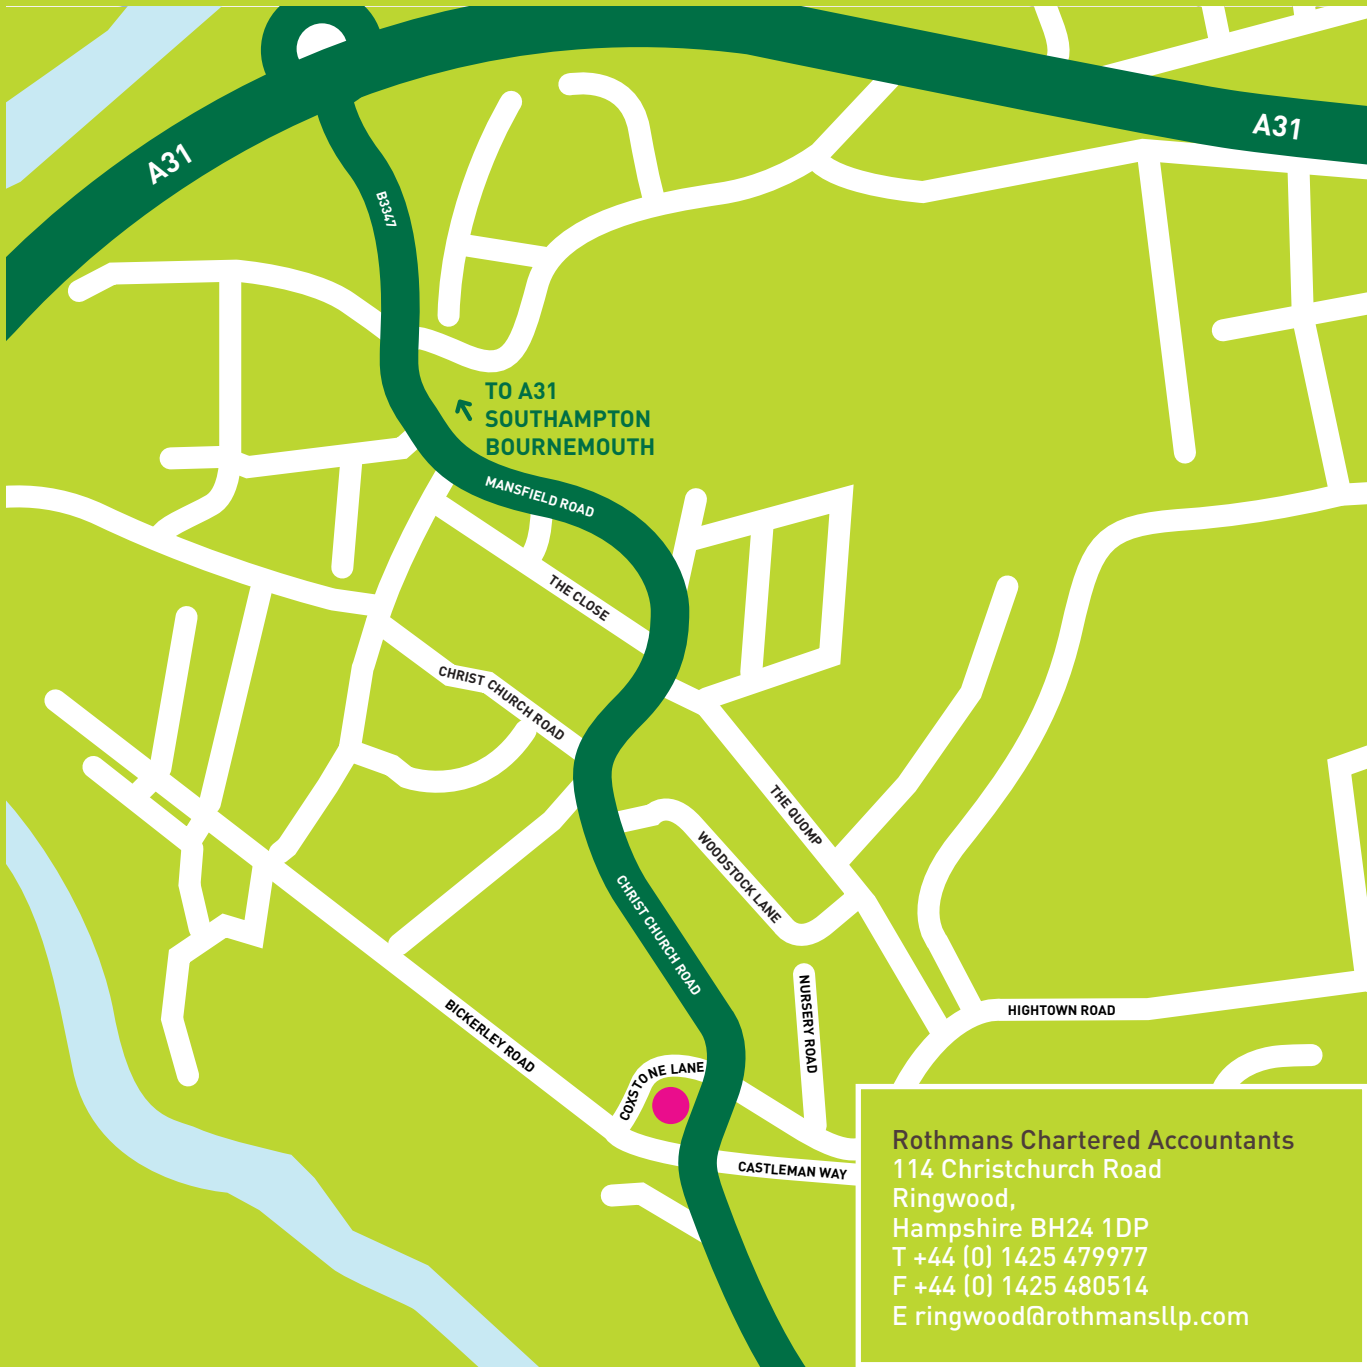 A31
A31
B3347
TO A31
SOUTHAMPTON
BOURNEMOUTH
MANSFIELD ROAD
THE CLOSE
CHRIST CHURCH ROAD
THE QUOMP
WOODSTOCK LANE
CHRIST CHURCH ROAD
NURSERY ROAD
HIGHTOWN ROAD
BICKERLEY ROAD
COXSTONE LANE
CASTLEMAN WAY
Rothmans Chartered Accountants
114 Christchurch Road
Ringwood,
Hampshire BH24 1DP
T +44 (0) 1425 479977
F +44 (0) 1425 480514
E ringwood@rothmansllp.com